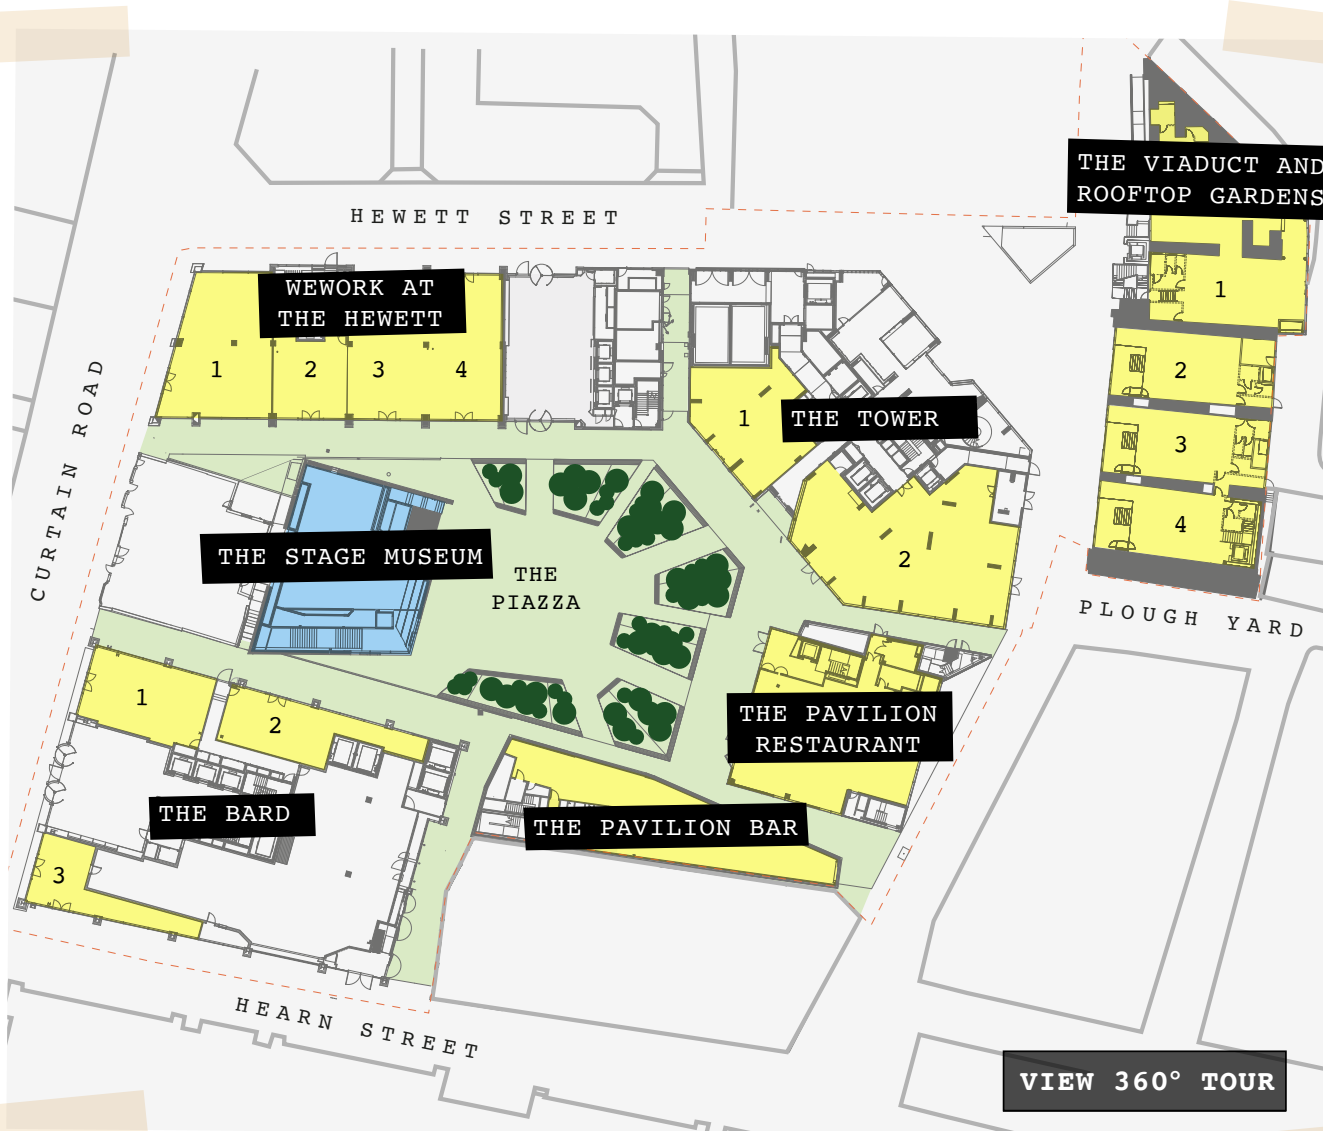 THE VIADUCT AND
ROOFTOP GARDENS
HEWETT STREET
WEWORK AT
THE HEWETT
1
2
3
4
1
THE TOWER
2
1
2
3
4
CURTAIN ROAD
THE STAGE MUSEUM
THE
PIAZZA
PLOUGH YARD
1
2
THE PAVILION
RESTAURANT
THE BARD
THE PAVILION BAR
3
HEARN STREET
VIEW 360° TOUR